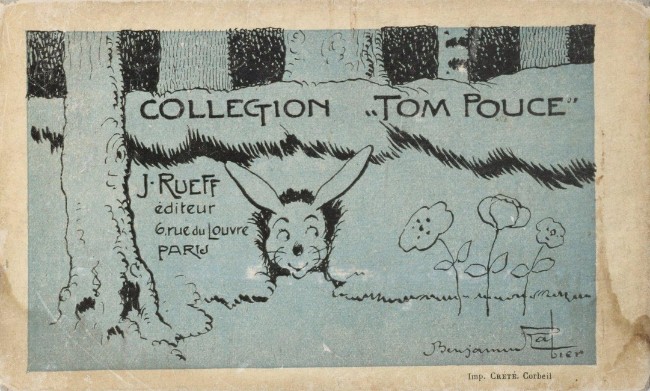 COLLECTION „TOM POUCE"
J. RUEFF
éditeur
6, rue du Louvre
PARIS
Benjamin Rabier
Imp. CRÉTÉ. Corbeil